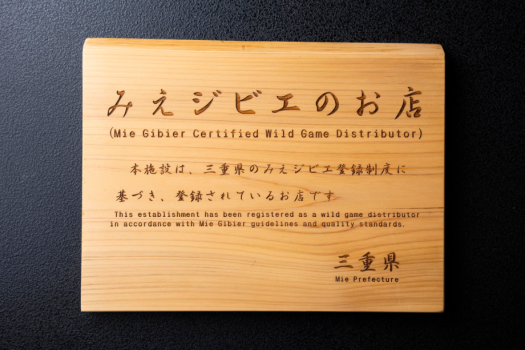 みえジビエのお店
(Mie Gibier Certified Wild Game Distributor)
本施設は、三重県のみえジビエ登録制度に
基づき、登録されているお店です
This establishment has been registered as a wild game distributor
in accordance with Mie Gibier guidelines and quality standards.
三重県
Mie Prefecture